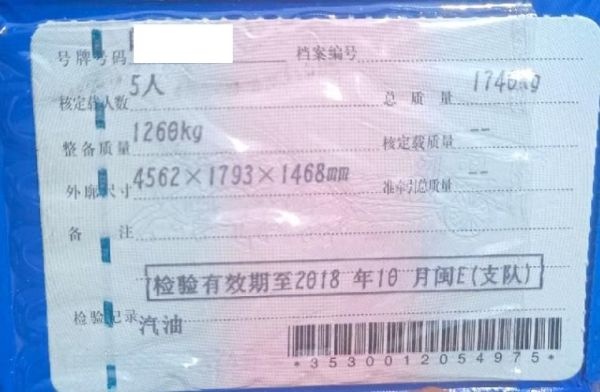 号牌号码 档案编号
核定载人数 5人 总质量 1740kg
整备质量 1260kg 核定载质量 --
外廓尺寸 4562×1793×1468mm 准牵引总质量 --
备注
检验有效期至2018 年10 月闽E(支队)
检验记录 汽油
*3530012054975*